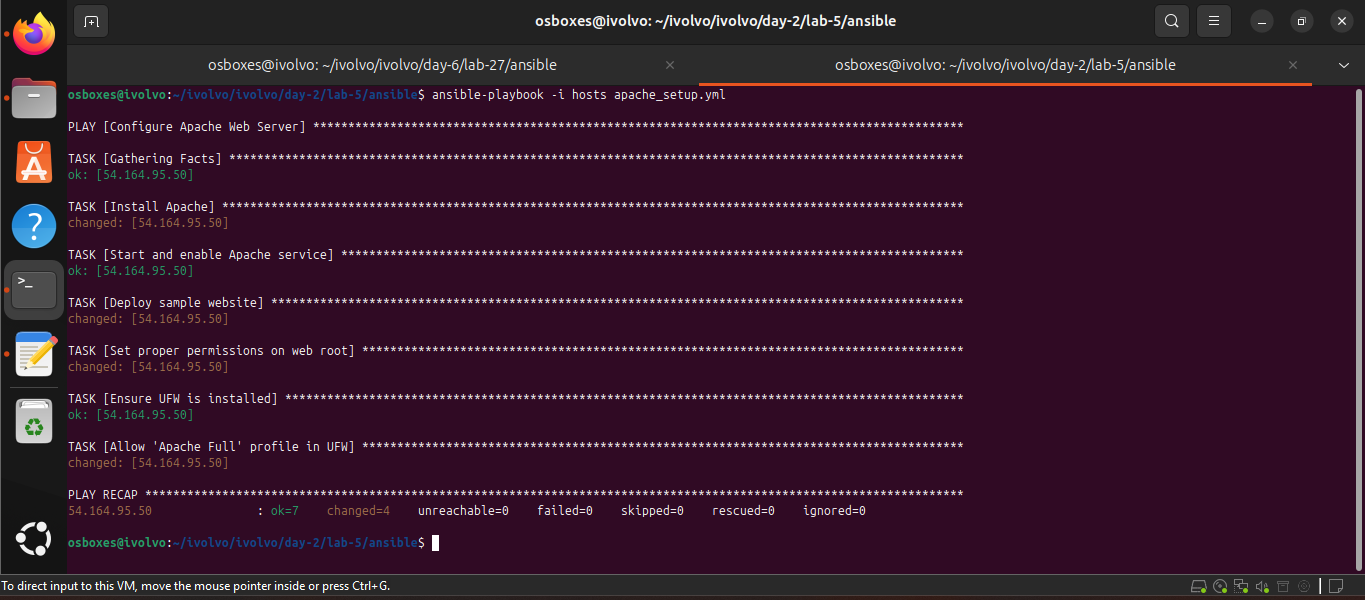 osboxes@ivolvo: ~/ivolvo/ivolvo/day-2/lab-5/ansible
osboxes@ivolvo: ~/ivolvo/ivolvo/day-6/lab-27/ansible
osboxes@ivolvo: ~/ivolvo/ivolvo/day-2/lab-5/ansible
osboxes@ivolvo:~/ivolvo/ivolvo/day-2/lab-5/ansible$ ansible-playbook -i hosts apache_setup.yml
PLAY [Configure Apache Web Server] *********************************************************************************************
TASK [Gathering Facts] *********************************************************************************************************
ok: [54.164.95.50]
TASK [Install Apache] **********************************************************************************************************
changed: [54.164.95.50]
TASK [Start and enable Apache service] *****************************************************************************************
ok: [54.164.95.50]
TASK [Deploy sample website] ***************************************************************************************************
changed: [54.164.95.50]
TASK [Set proper permissions on web root] **************************************************************************************
changed: [54.164.95.50]
TASK [Ensure UFW is installed] *************************************************************************************************
ok: [54.164.95.50]
TASK [Allow 'Apache Full' profile in UFW] **************************************************************************************
changed: [54.164.95.50]
PLAY RECAP *********************************************************************************************************************
54.164.95.50               : ok=7    changed=4    unreachable=0    failed=0    skipped=0    rescued=0    ignored=0
osboxes@ivolvo:~/ivolvo/ivolvo/day-2/lab-5/ansible$
To direct input to this VM, move the mouse pointer inside or press Ctrl+G.